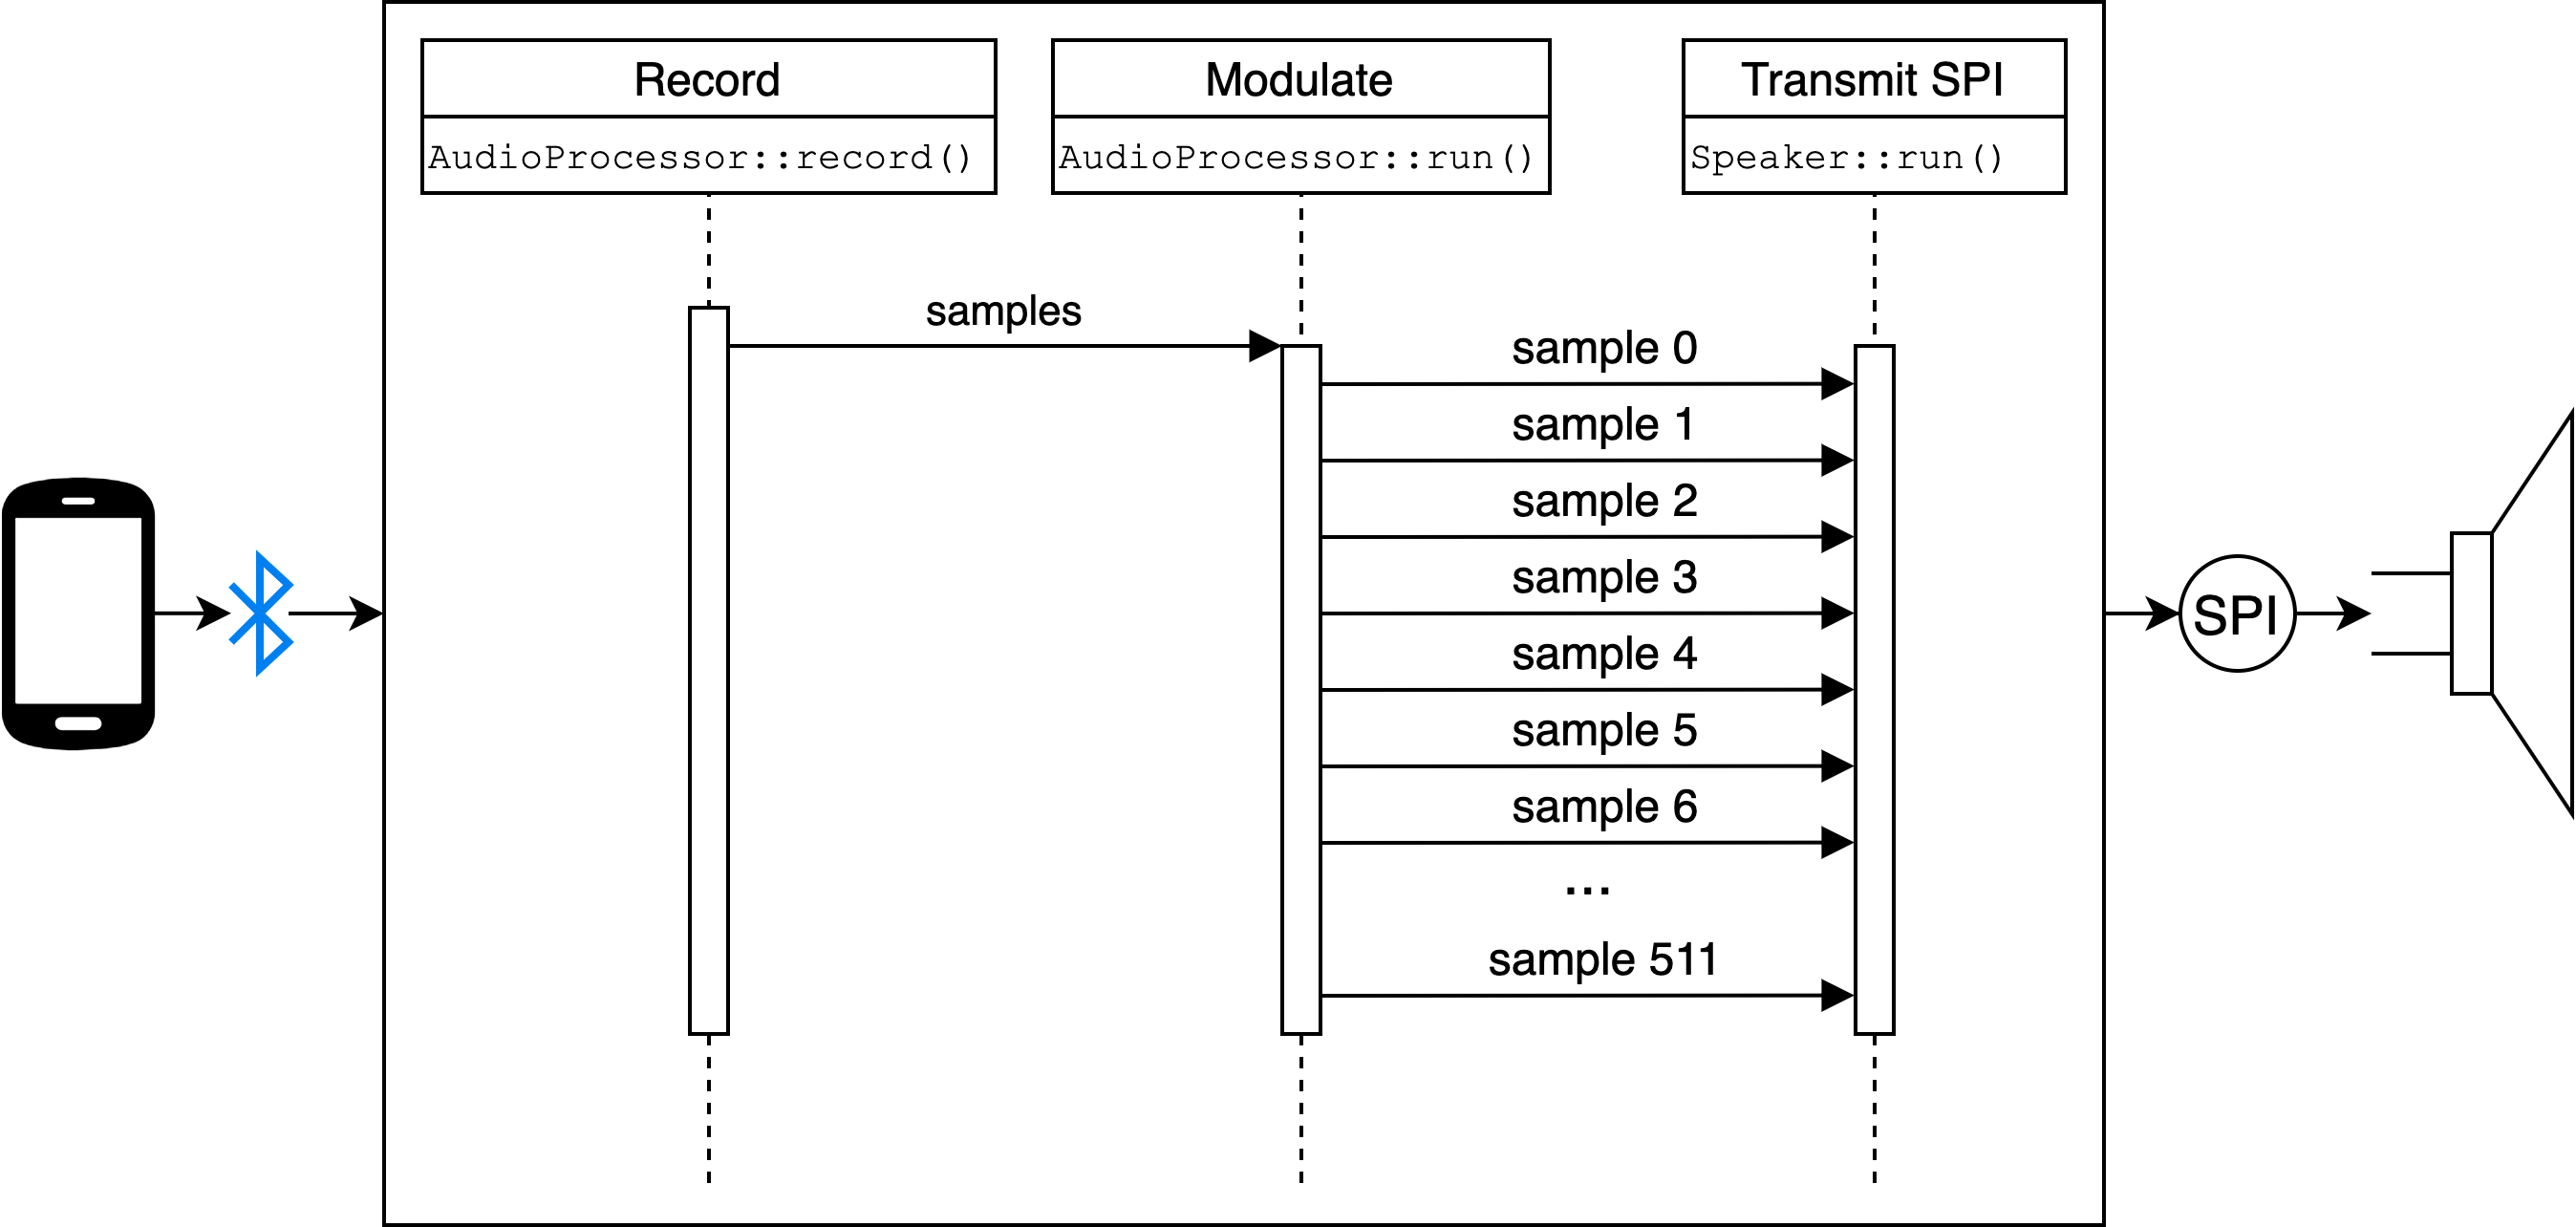 Record
AudioProcessor::record()
Modulate
AudioProcessor::run()
Transmit SPI
Speaker::run()
samples
sample 0
sample 1
sample 2
sample 3
sample 4
sample 5
sample 6
...
sample 511
SPI